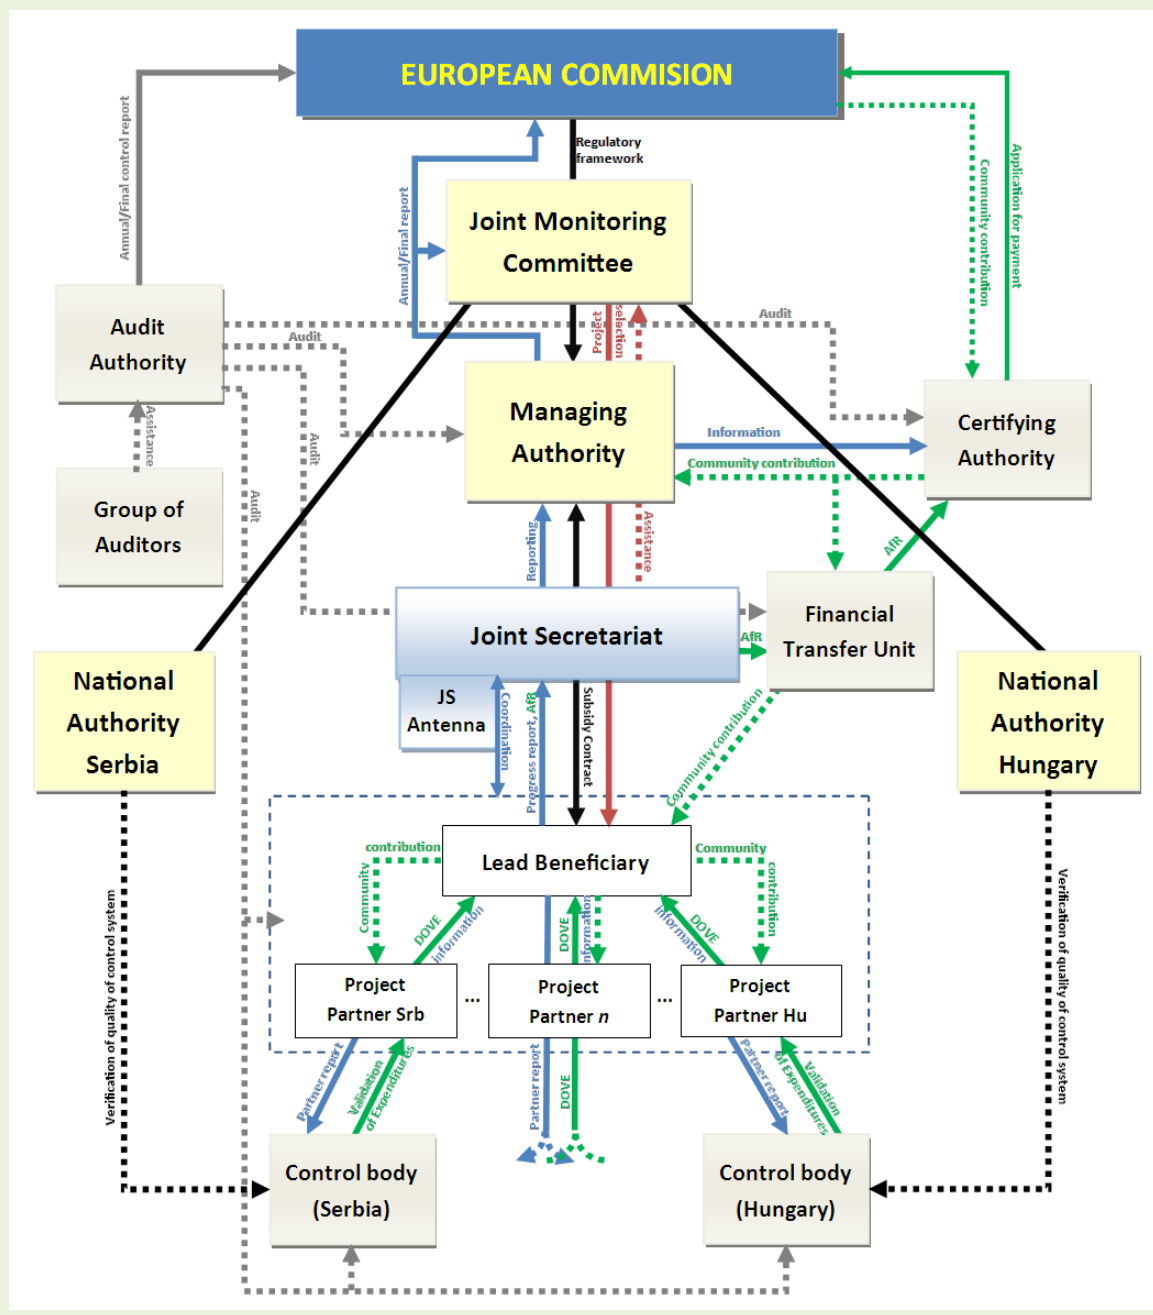 EUROPEAN COMMISION
Regulatory
framework
Annual/Final control report
Annual/Final report
Community contribution
Application for payment
Joint Monitoring
Committee
Audit
Authority
Audit
Audit
Audit
Audit
Project
selection
Managing
Authority
Information
Community contribution
Certifying
Authority
Assistance
Group of
Auditors
Reporting
Assistance
AfR
Joint Secretariat
AfR
Financial
Transfer Unit
JS
Antenna
Coordination
Progress report, AfR
Subsidy Contract
Community contribution
National
Authority
Serbia
National
Authority
Hungary
Verification of quality of control system
Verification of quality of control system
Lead Beneficiary
contribution
Community
Community
contribution
DOVE
information
DOVE
information
DOVE
information
Project
Partner Srb
...
Project
Partner n
...
Project
Partner Hu
Partner report
Validation
of Expenditures
Partner report
DOVE
Partner report
Validation
of Expenditures
Control body
(Serbia)
Control body
(Hungary)